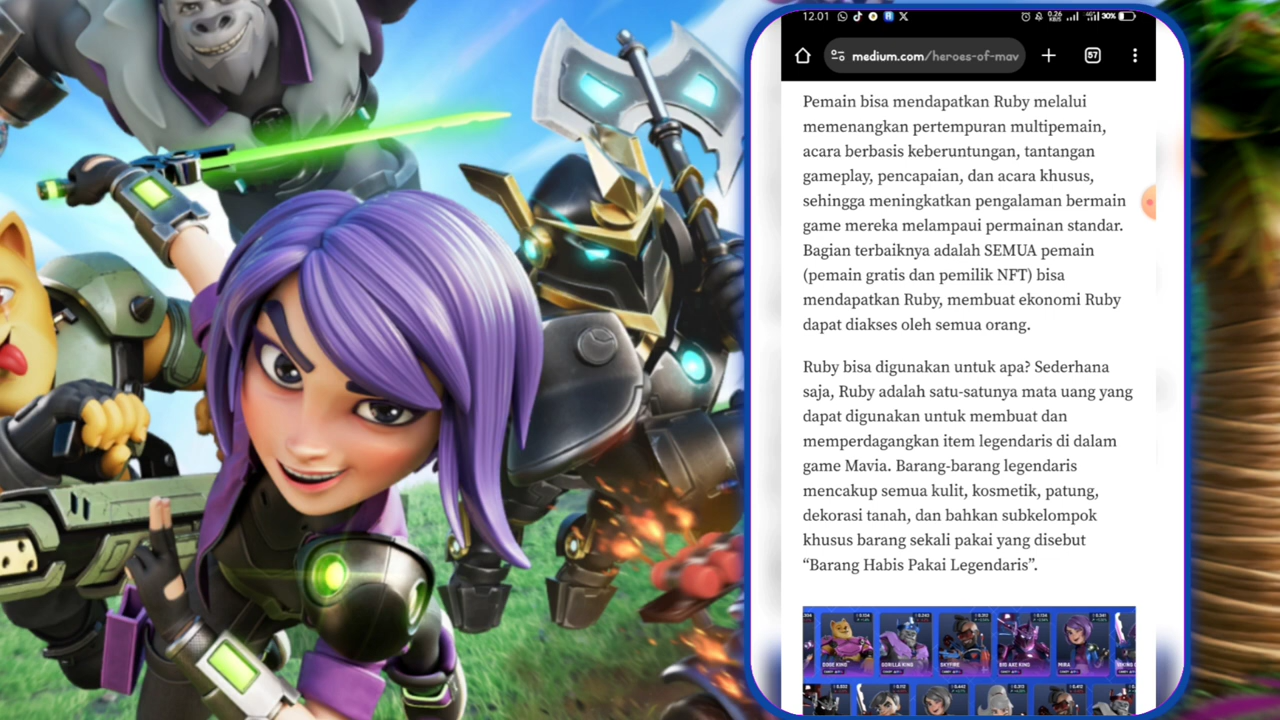 12.01
0.26
KB/S
30%
medium.com/heroes-of-mav
57
Pemain bisa mendapatkan Ruby melalui
memenangkan pertempuran multipemain,
acara berbasis keberuntungan, tantangan
gameplay, pencapaian, dan acara khusus,
sehingga meningkatkan pengalaman bermain
game mereka melampaui permainan standar.
Bagian terbaiknya adalah SEMUA pemain
(pemain gratis dan pemilik NFT) bisa
mendapatkan Ruby, membuat ekonomi Ruby
dapat diakses oleh semua orang.
Ruby bisa digunakan untuk apa? Sederhana
saja, Ruby adalah satu-satunya mata uang yang
dapat digunakan untuk membuat dan
memperdagangkan item legendaris di dalam
game Mavia. Barang-barang legendaris
mencakup semua kulit, kosmetik, patung,
dekorasi tanah, dan bahkan subkelompok
khusus barang sekali pakai yang disebut
“Barang Habis Pakai Legendaris”.
DOGE KING
GORILLA KING
SKYFIRE
BIG AXE KING
MIRA